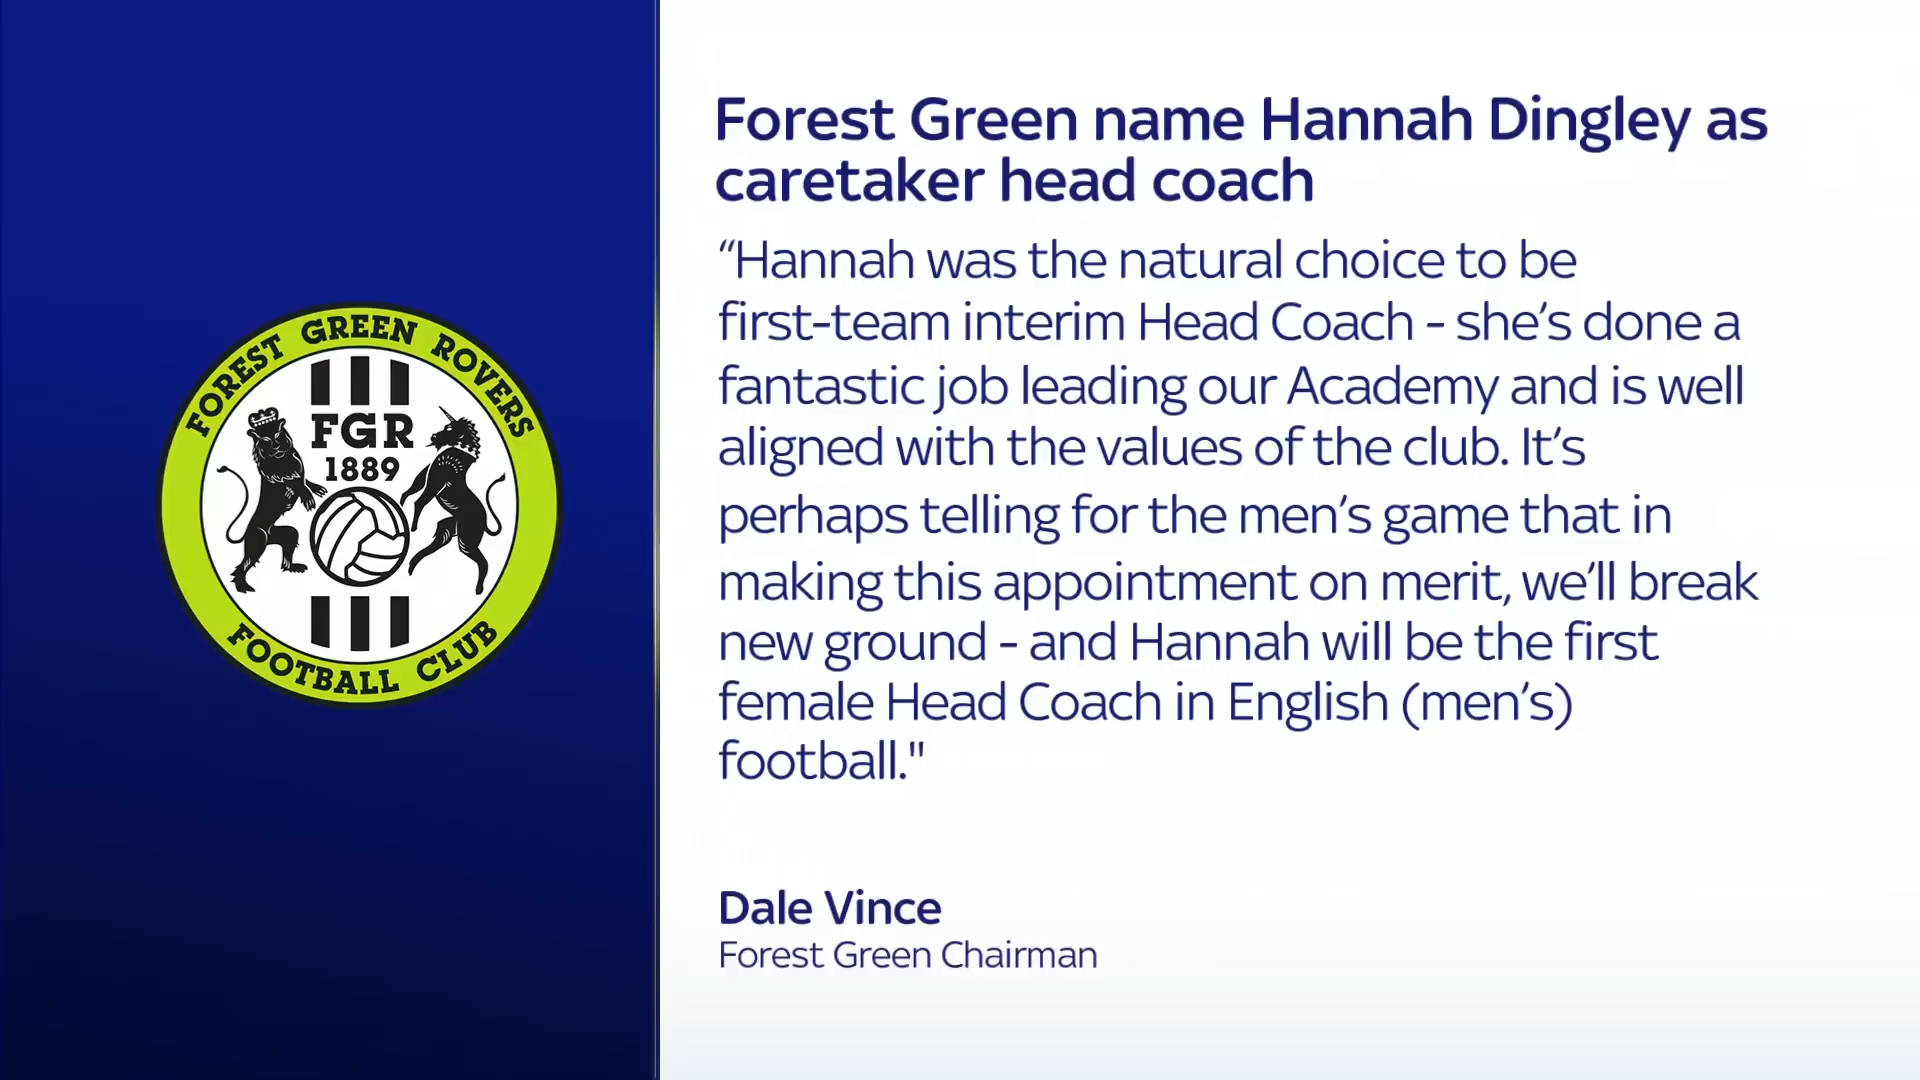 FOREST GREEN ROVERS
FGR
1889
FOOTBALL CLUB
Forest Green name Hannah Dingley as
caretaker head coach
“Hannah was the natural choice to be
first-team interim Head Coach - she’s done a
fantastic job leading our Academy and is well
aligned with the values of the club. It’s
perhaps telling for the men’s game that in
making this appointment on merit, we’ll break
new ground - and Hannah will be the first
female Head Coach in English (men’s)
football."
Dale Vince
Forest Green Chairman